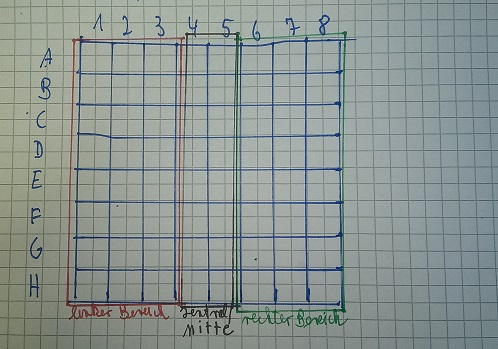 1 2 3 4 5 6 7 8
A
B
C
D
E
F
G
H
linker Bereich zentral/ rechter Bereich
Mitte